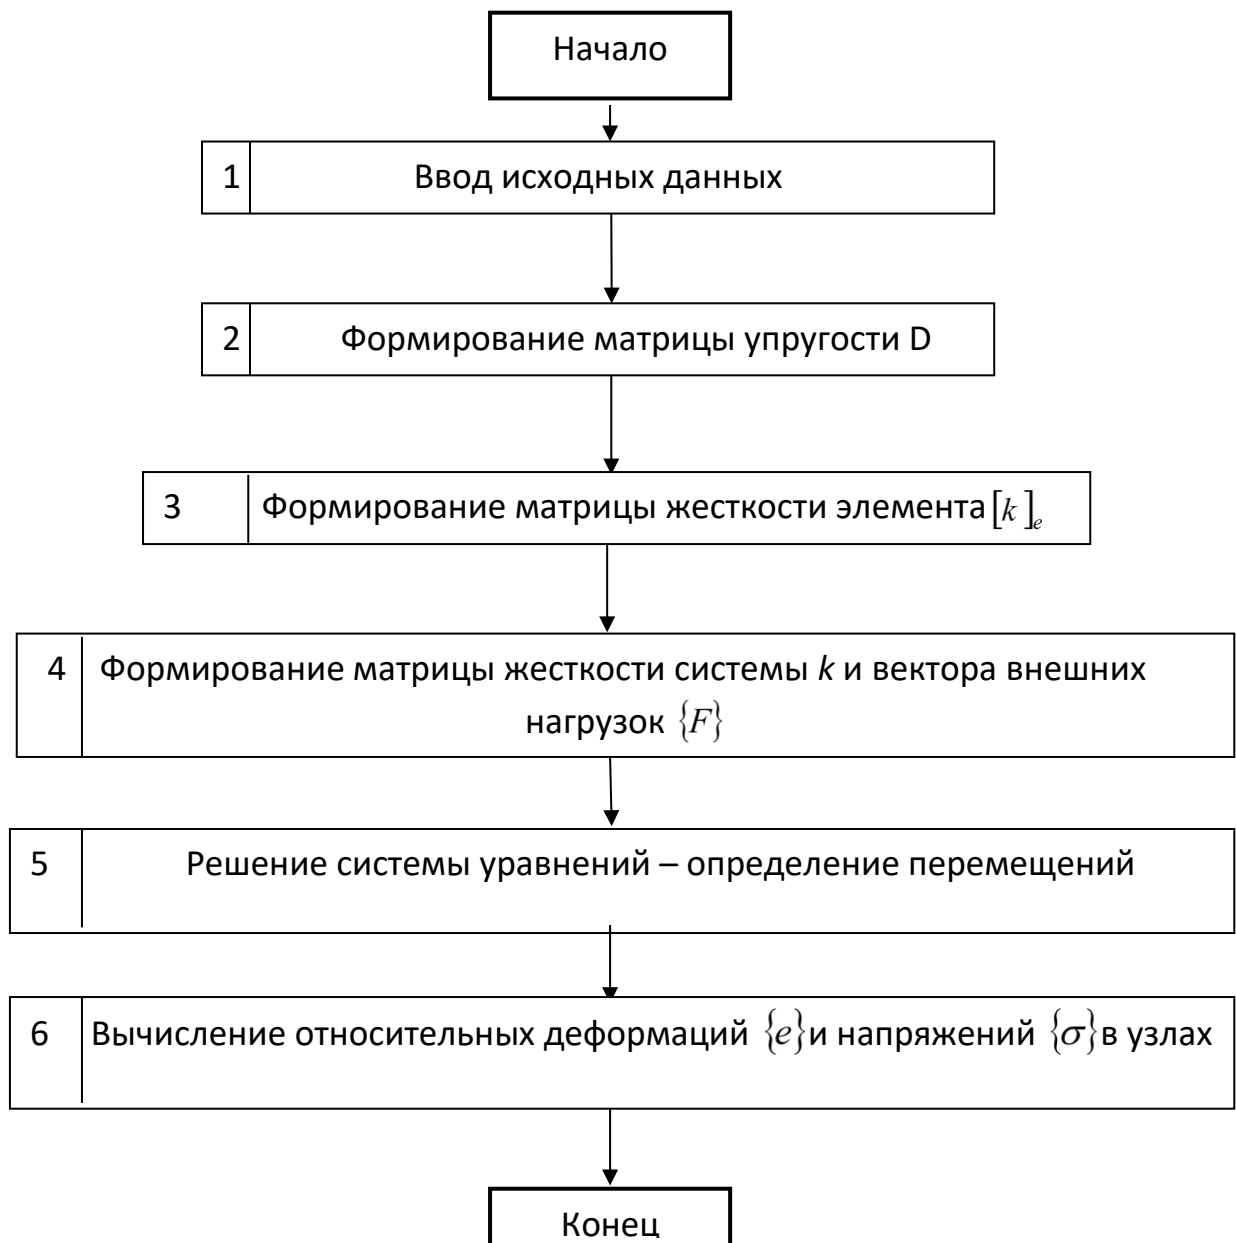 Начало
1 Ввод исходных данных
2 Формирование матрицы упругости D
3 Формирование матрицы жесткости элемента [k]ₑ
4 Формирование матрицы жесткости системы k и вектора внешних
нагрузок {F}
5 Решение системы уравнений – определение перемещений
6 Вычисление относительных деформаций {e} и напряжений {σ} в узлах
Конец